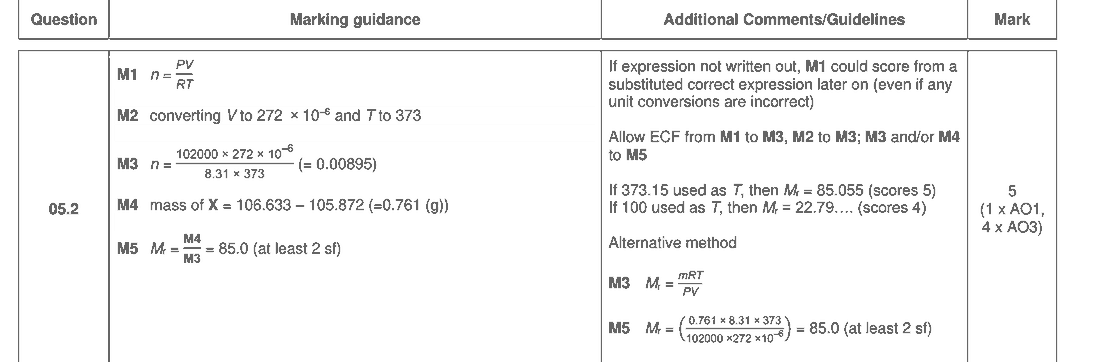 Question Marking guidance Additional Comments/Guidelines Mark
05.2
M1 n = PV/RT
M2 converting V to 272 × 10⁻⁶ and T to 373
M3 n = (102000 × 272 × 10⁻⁶)/(8.31 × 373) (= 0.00895)
M4 mass of X = 106.633 – 105.872 (=0.761 (g))
M5 Mr = M4/M3 = 85.0 (at least 2 sf)
If expression not written out, M1 could score from a
substituted correct expression later on (even if any
unit conversions are incorrect)
Allow ECF from M1 to M3, M2 to M3; M3 and/or M4
to M5
If 373.15 used as T, then Mr = 85.055 (scores 5)
If 100 used as T, then Mr = 22.79…. (scores 4)
Alternative method
M3 Mr = mRT/PV
M5 Mr = ((0.761 × 8.31 × 373)/(102000 ×272 ×10⁻⁶)) = 85.0 (at least 2 sf)
5
(1 x AO1,
4 x AO3)